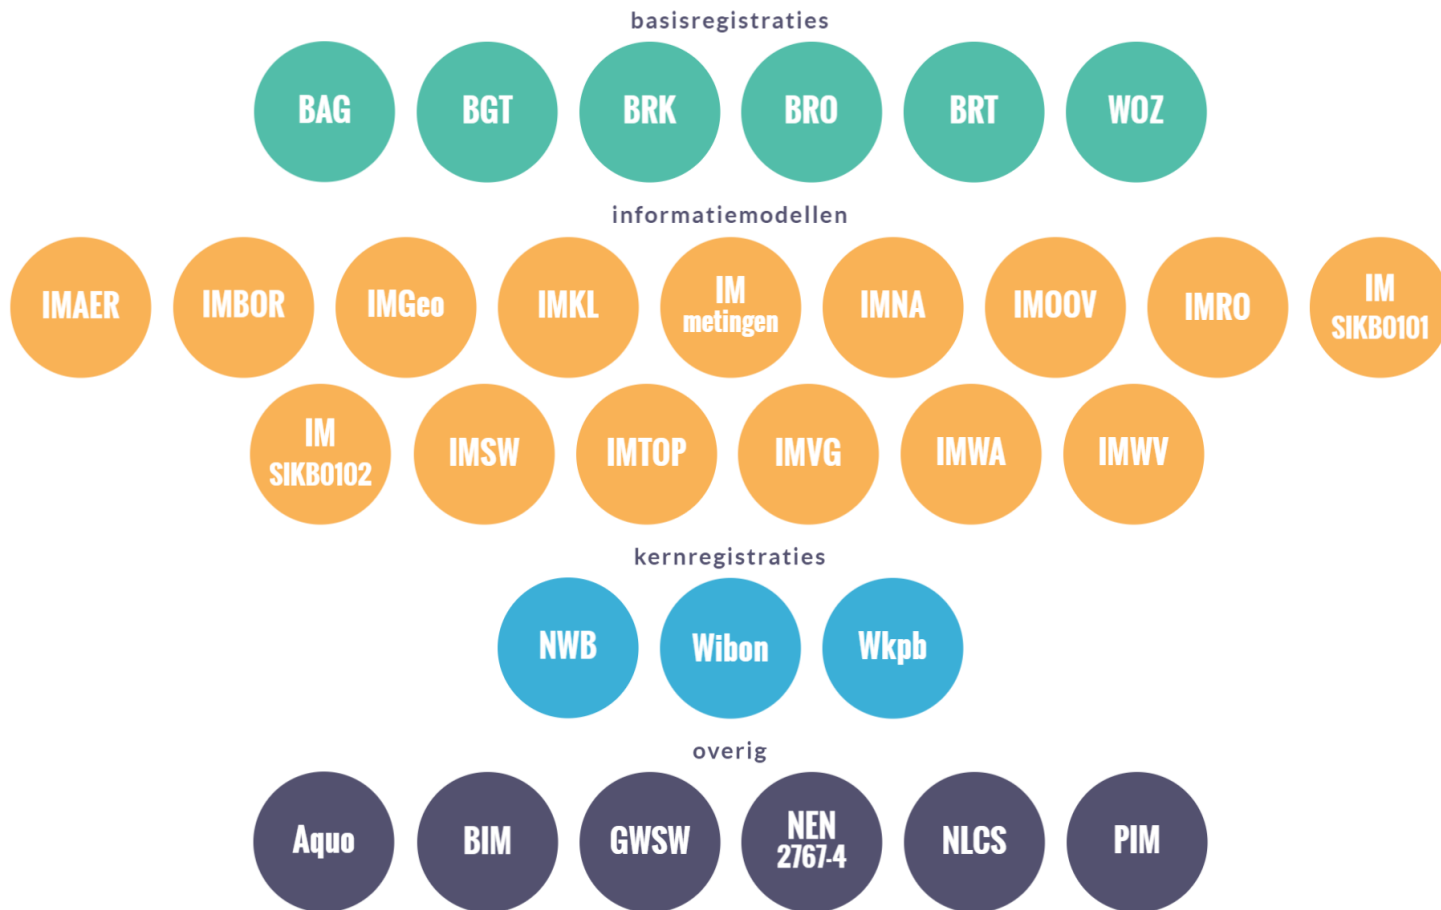 basisregistraties
BAG BGT BRK BRO BRT WOZ
informatiemodellen
IMAER IMBOR IMGeo IMKL IM metingen IMNA IMOOV IMRO IM SIKB0101
IM SIKB0102 IMSW IMTOP IMVG IMWA IMWV
kernregistraties
NWB Wibon Wkpb
overig
Aquo BIM GWSW NEN 2767-4 NLCS PIM